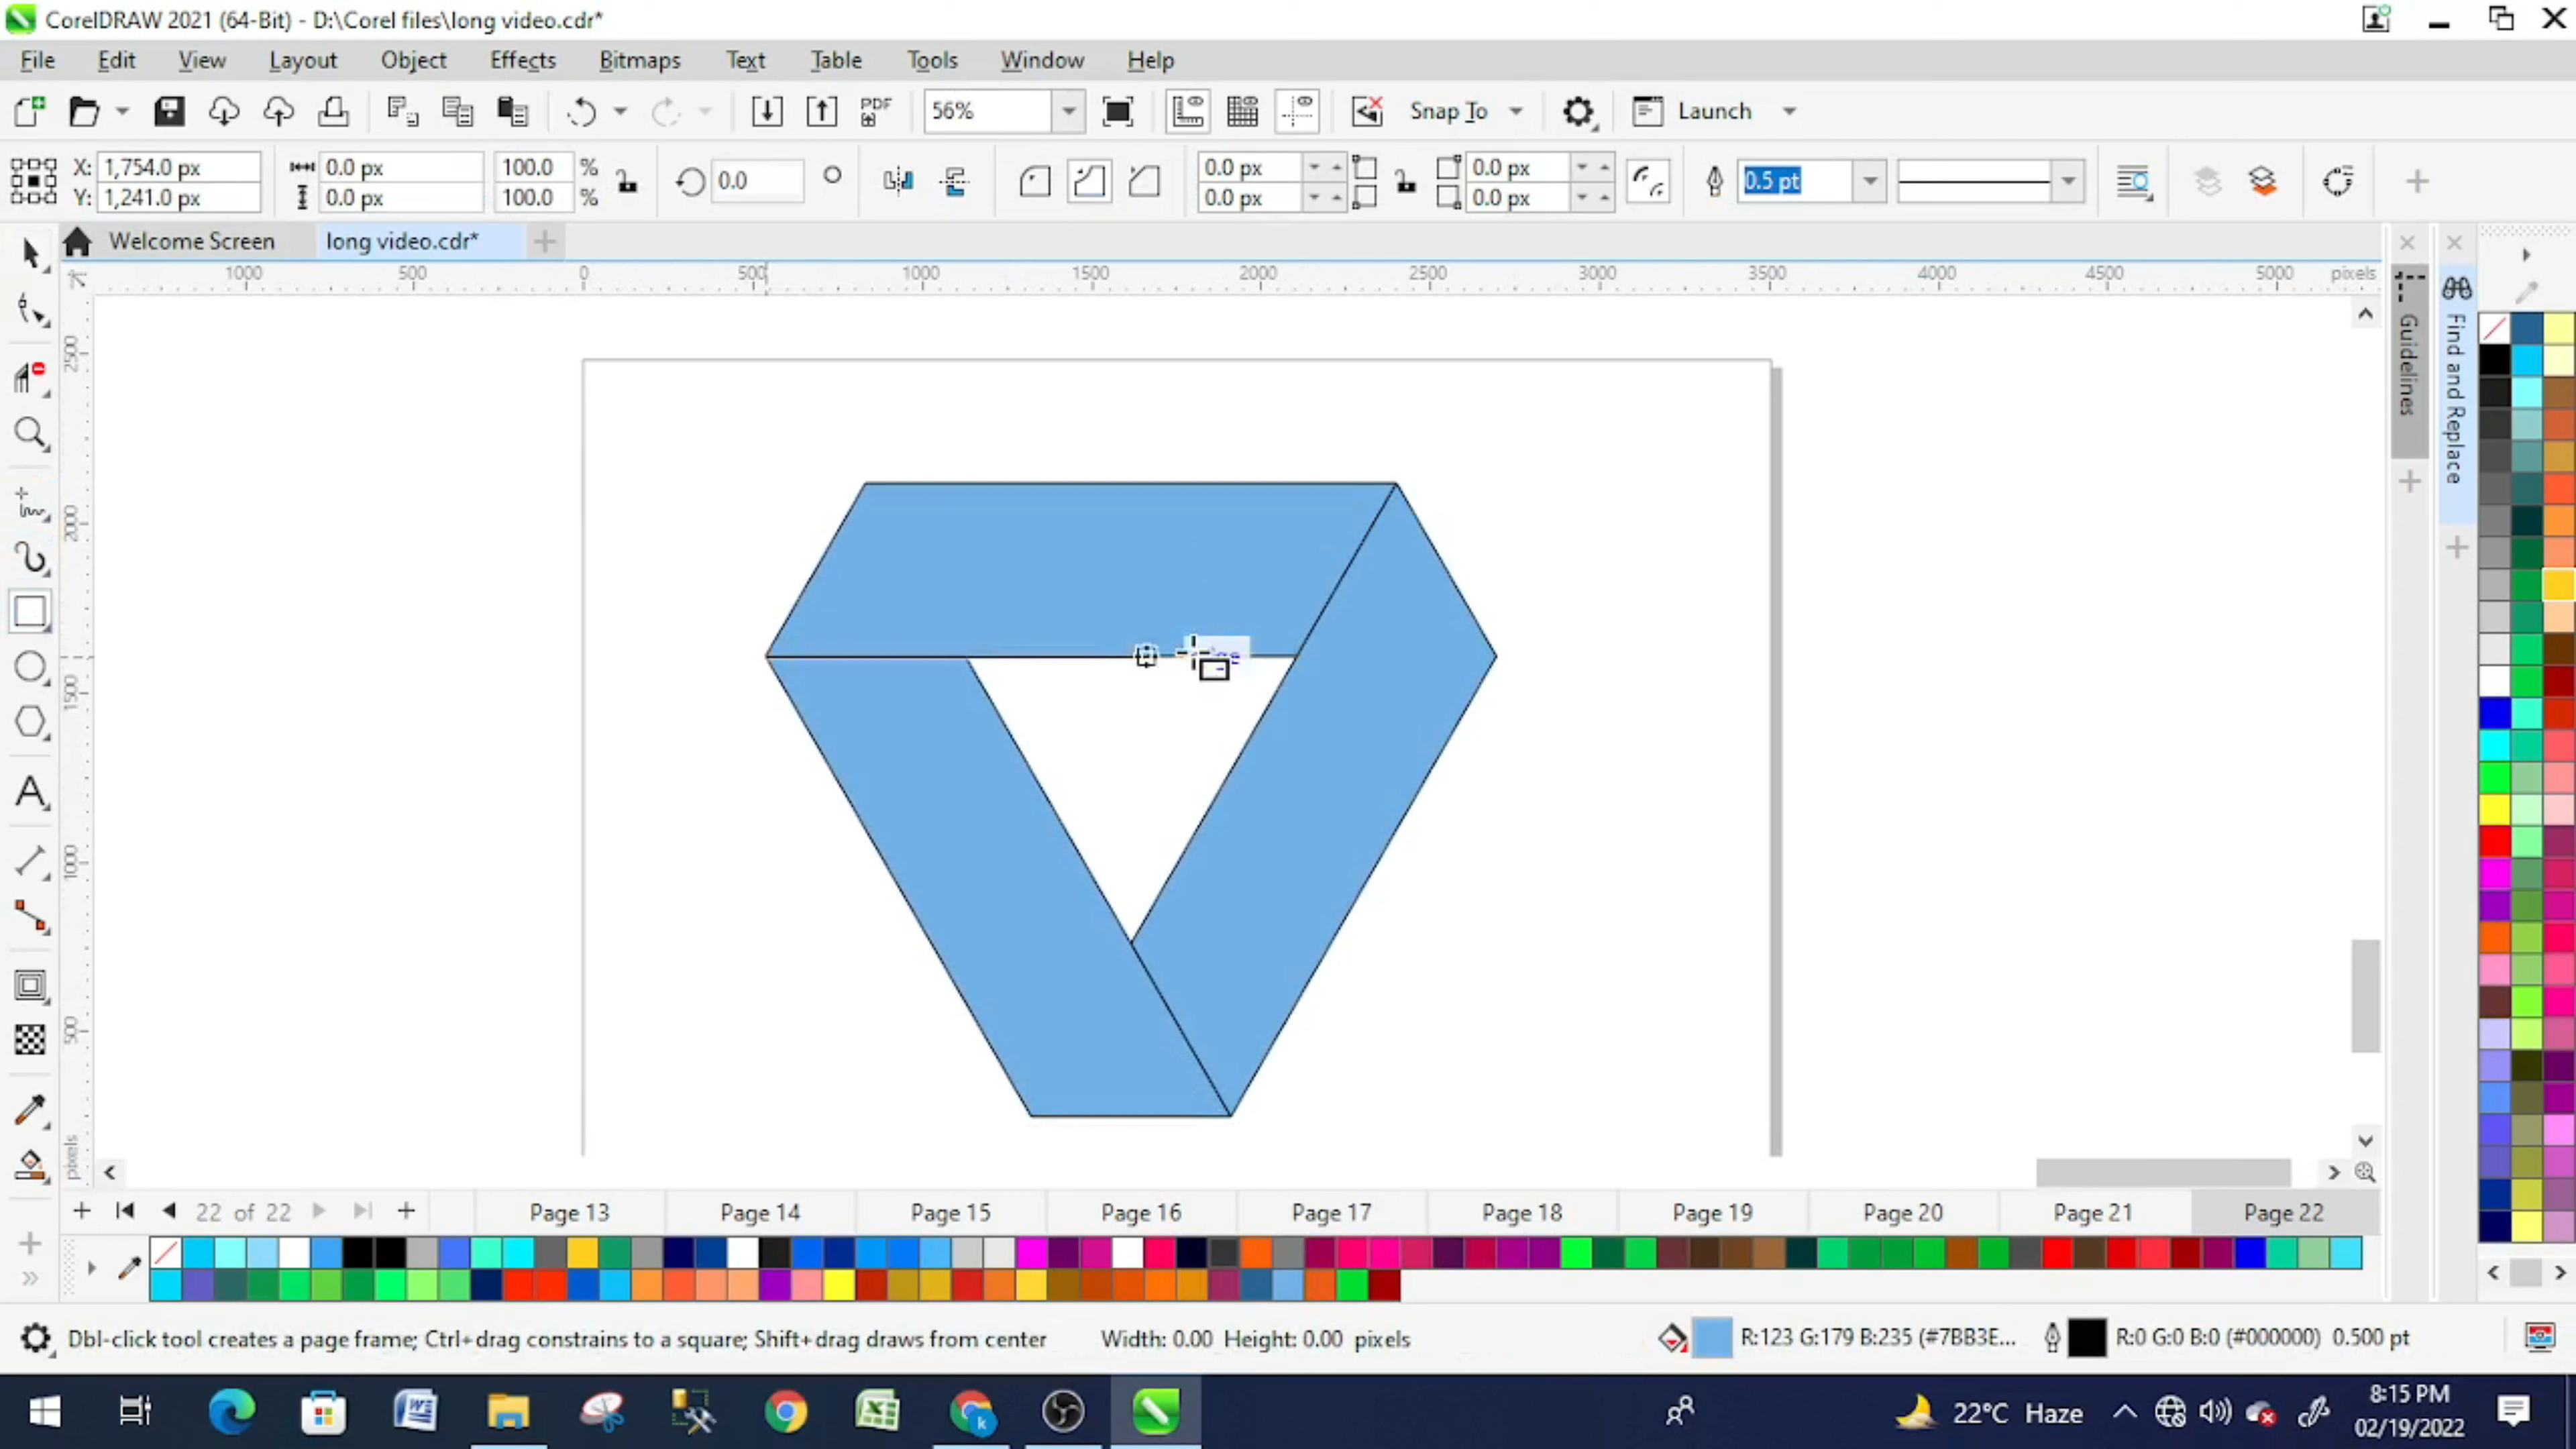 CorelDRAW 2021 (64-Bit) - D:\Corel files\long video.cdr*
File Edit View Layout Object Effects Bitmaps Text Table Tools Window Help
PDF 56% Snap To Launch
X: 1,754.0 px 0.0 px 100.0 % 0.0 0.0 px 0.0 px 0.5 pt
Y: 1,241.0 px 0.0 px 100.0 % 0.0 px 0.0 px
Welcome Screen long video.cdr*
1000 500 0 500 1000 1500 2000 2500 3000 3500 4000 4500 5000 pixels
2500
2000
1500
1000
500
pixels
Guidelines
Find and Replace
22 of 22 Page 13 Page 14 Page 15 Page 16 Page 17 Page 18 Page 19 Page 20 Page 21 Page 22
Dbl-click tool creates a page frame; Ctrl+drag constrains to a square; Shift+drag draws from center Width: 0.00 Height: 0.00 pixels R:123 G:179 B:235 (#7BB3E... R:0 G:0 B:0 (#000000) 0.500 pt
22°C Haze 8:15 PM
02/19/2022